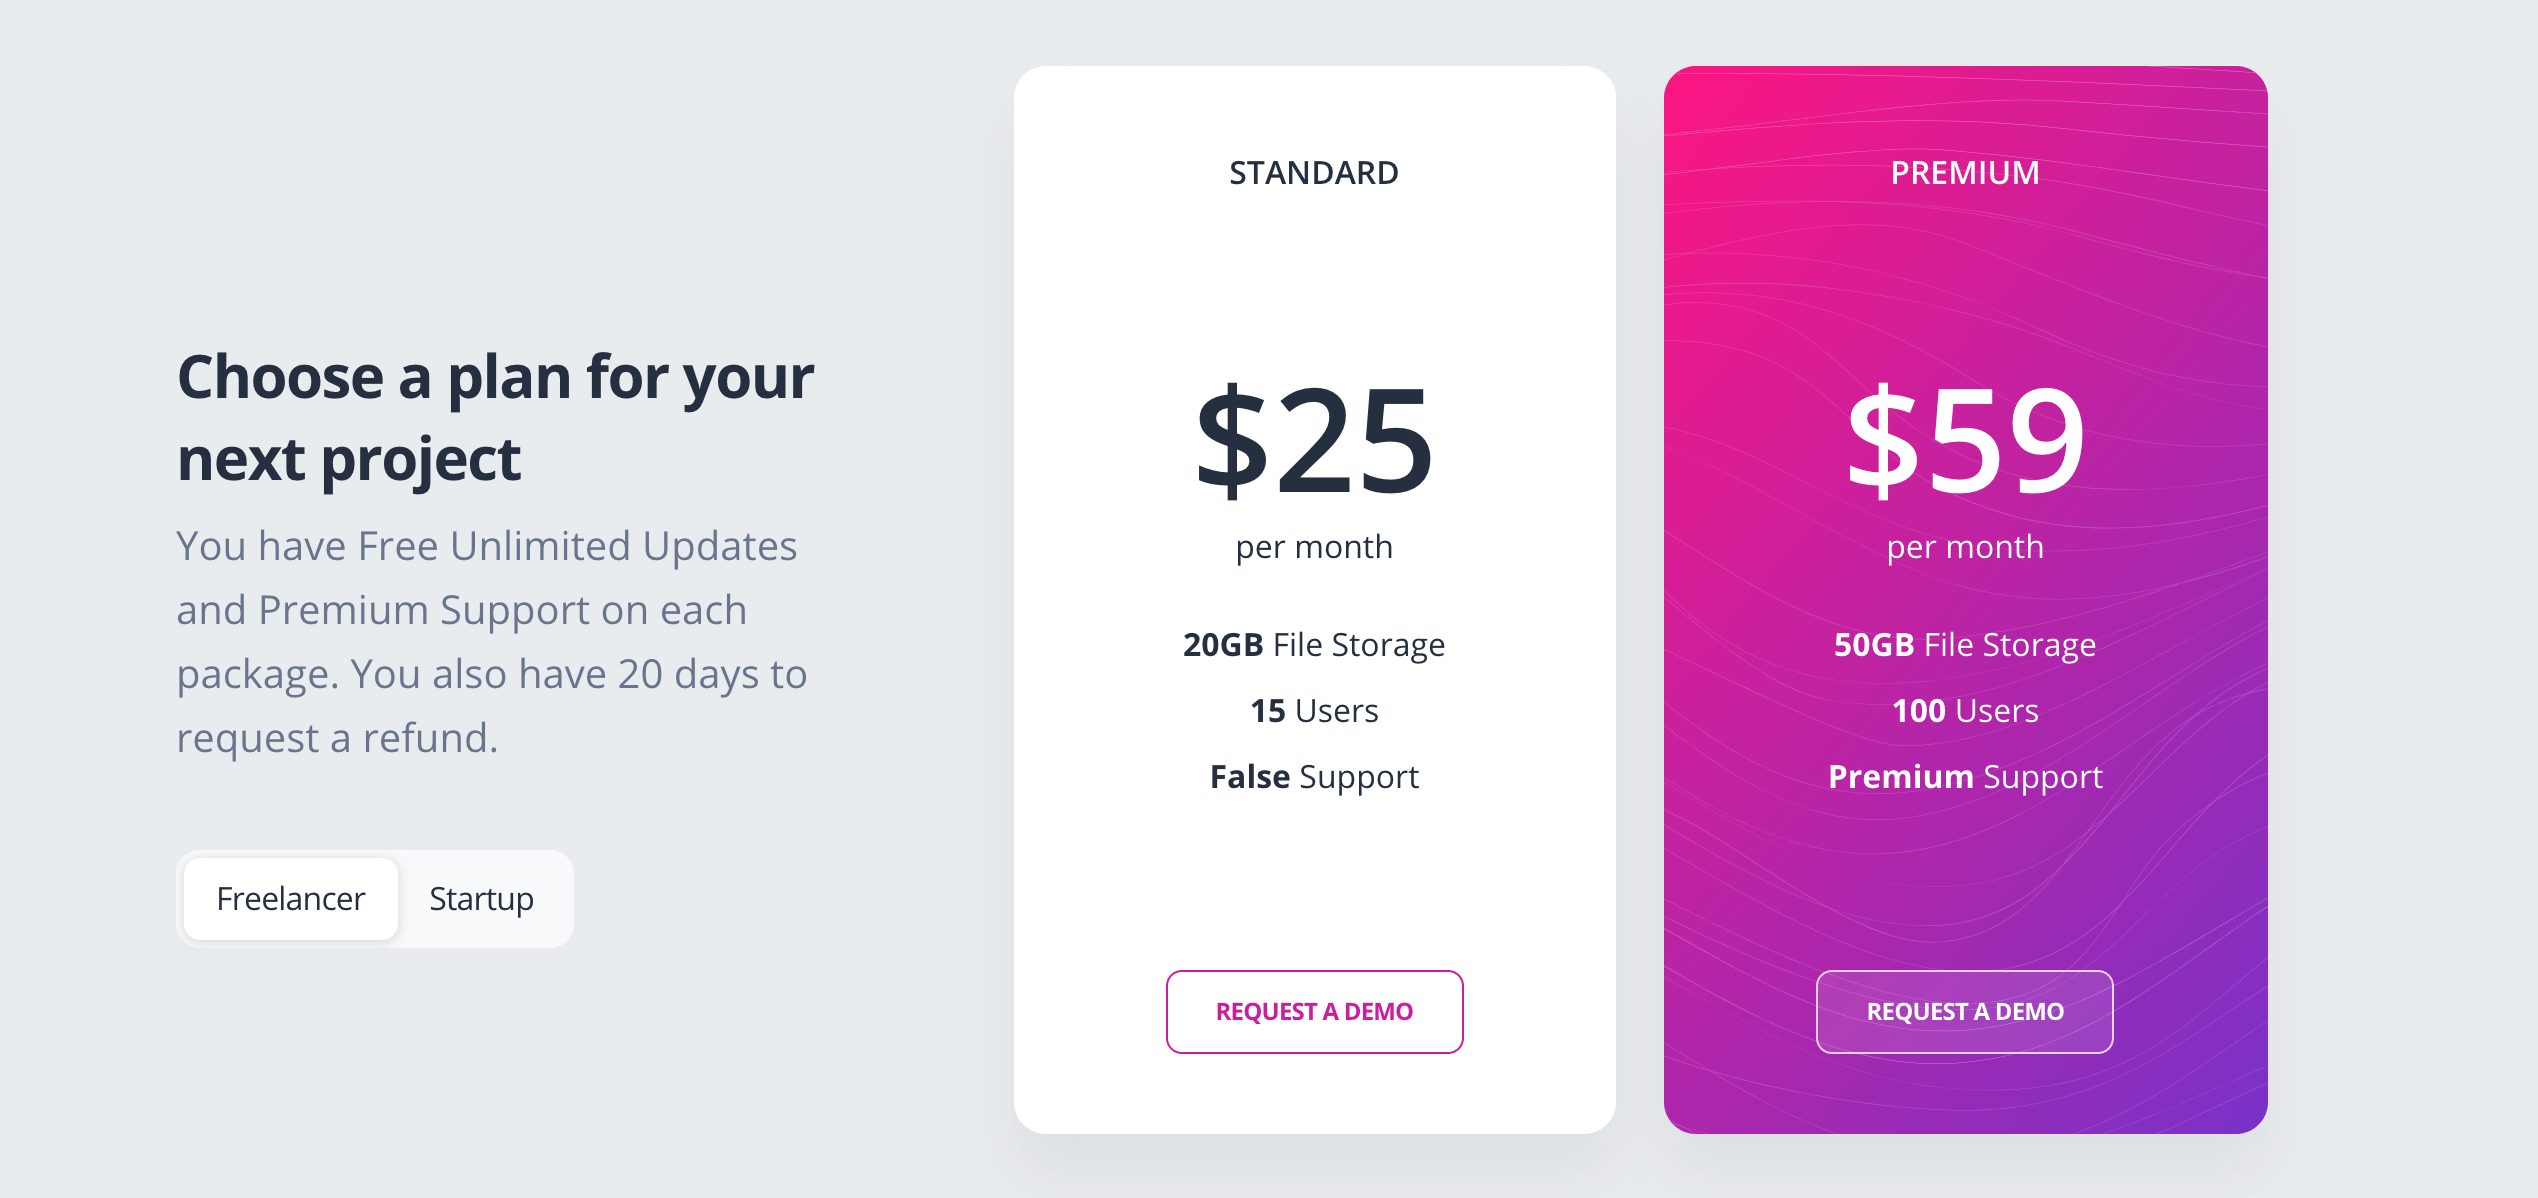 Choose a plan for your
next project
You have Free Unlimited Updates
and Premium Support on each
package. You also have 20 days to
request a refund.
Freelancer
Startup
STANDARD
$25
per month
20GB File Storage
15 Users
False Support
REQUEST A DEMO
PREMIUM
$59
per month
50GB File Storage
100 Users
Premium Support
REQUEST A DEMO